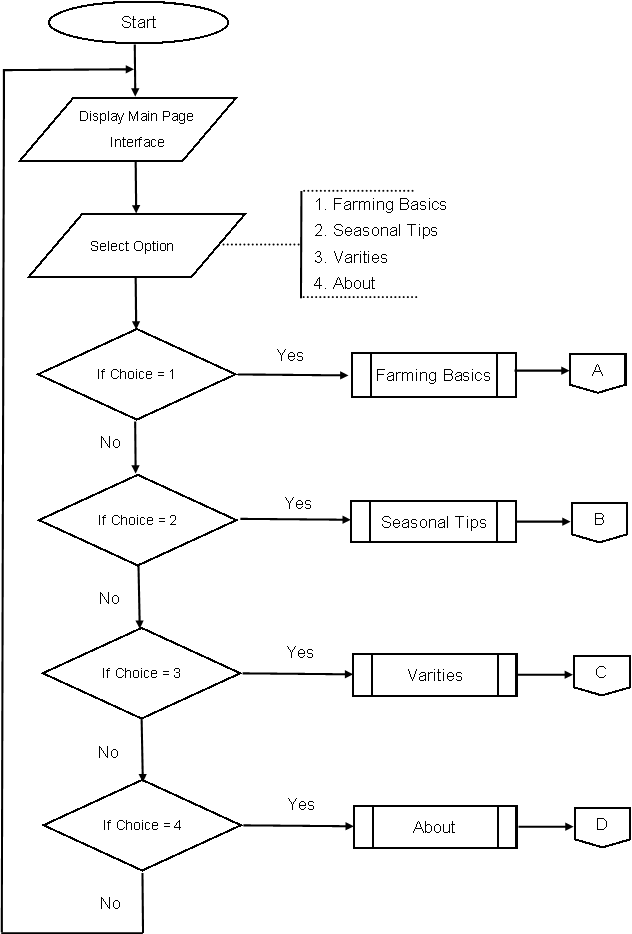 Start
Display Main Page
Interface
Select Option
1. Farming Basics
2. Seasonal Tips
3. Varities
4. About
If Choice = 1
Yes
Farming Basics
A
No
If Choice = 2
Yes
Seasonal Tips
B
No
If Choice = 3
Yes
Varities
C
No
If Choice = 4
Yes
About
D
No